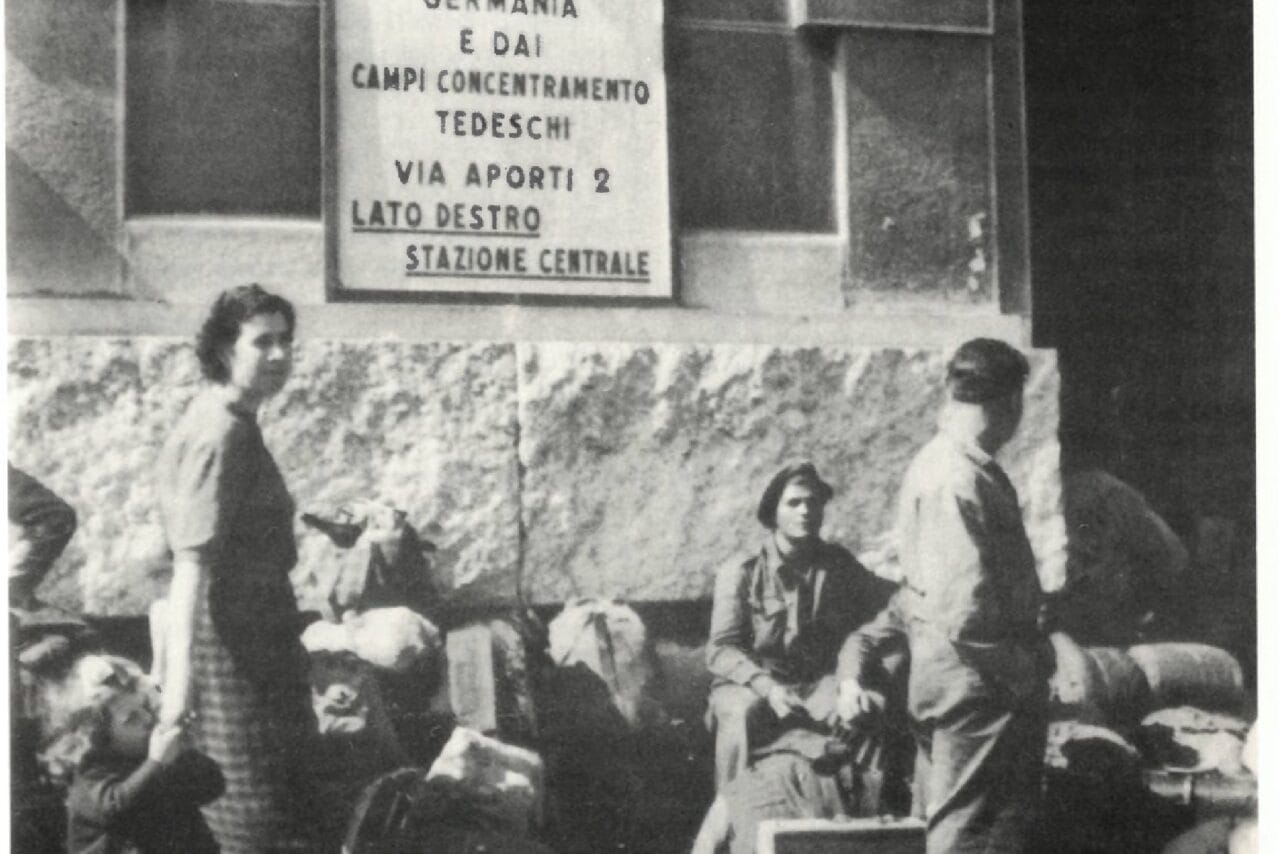 GERMANIA
E DAI
CAMPI CONCENTRAMENTO
TEDESCHI
VIA APORTI 2
LATO DESTRO
STAZIONE CENTRALE